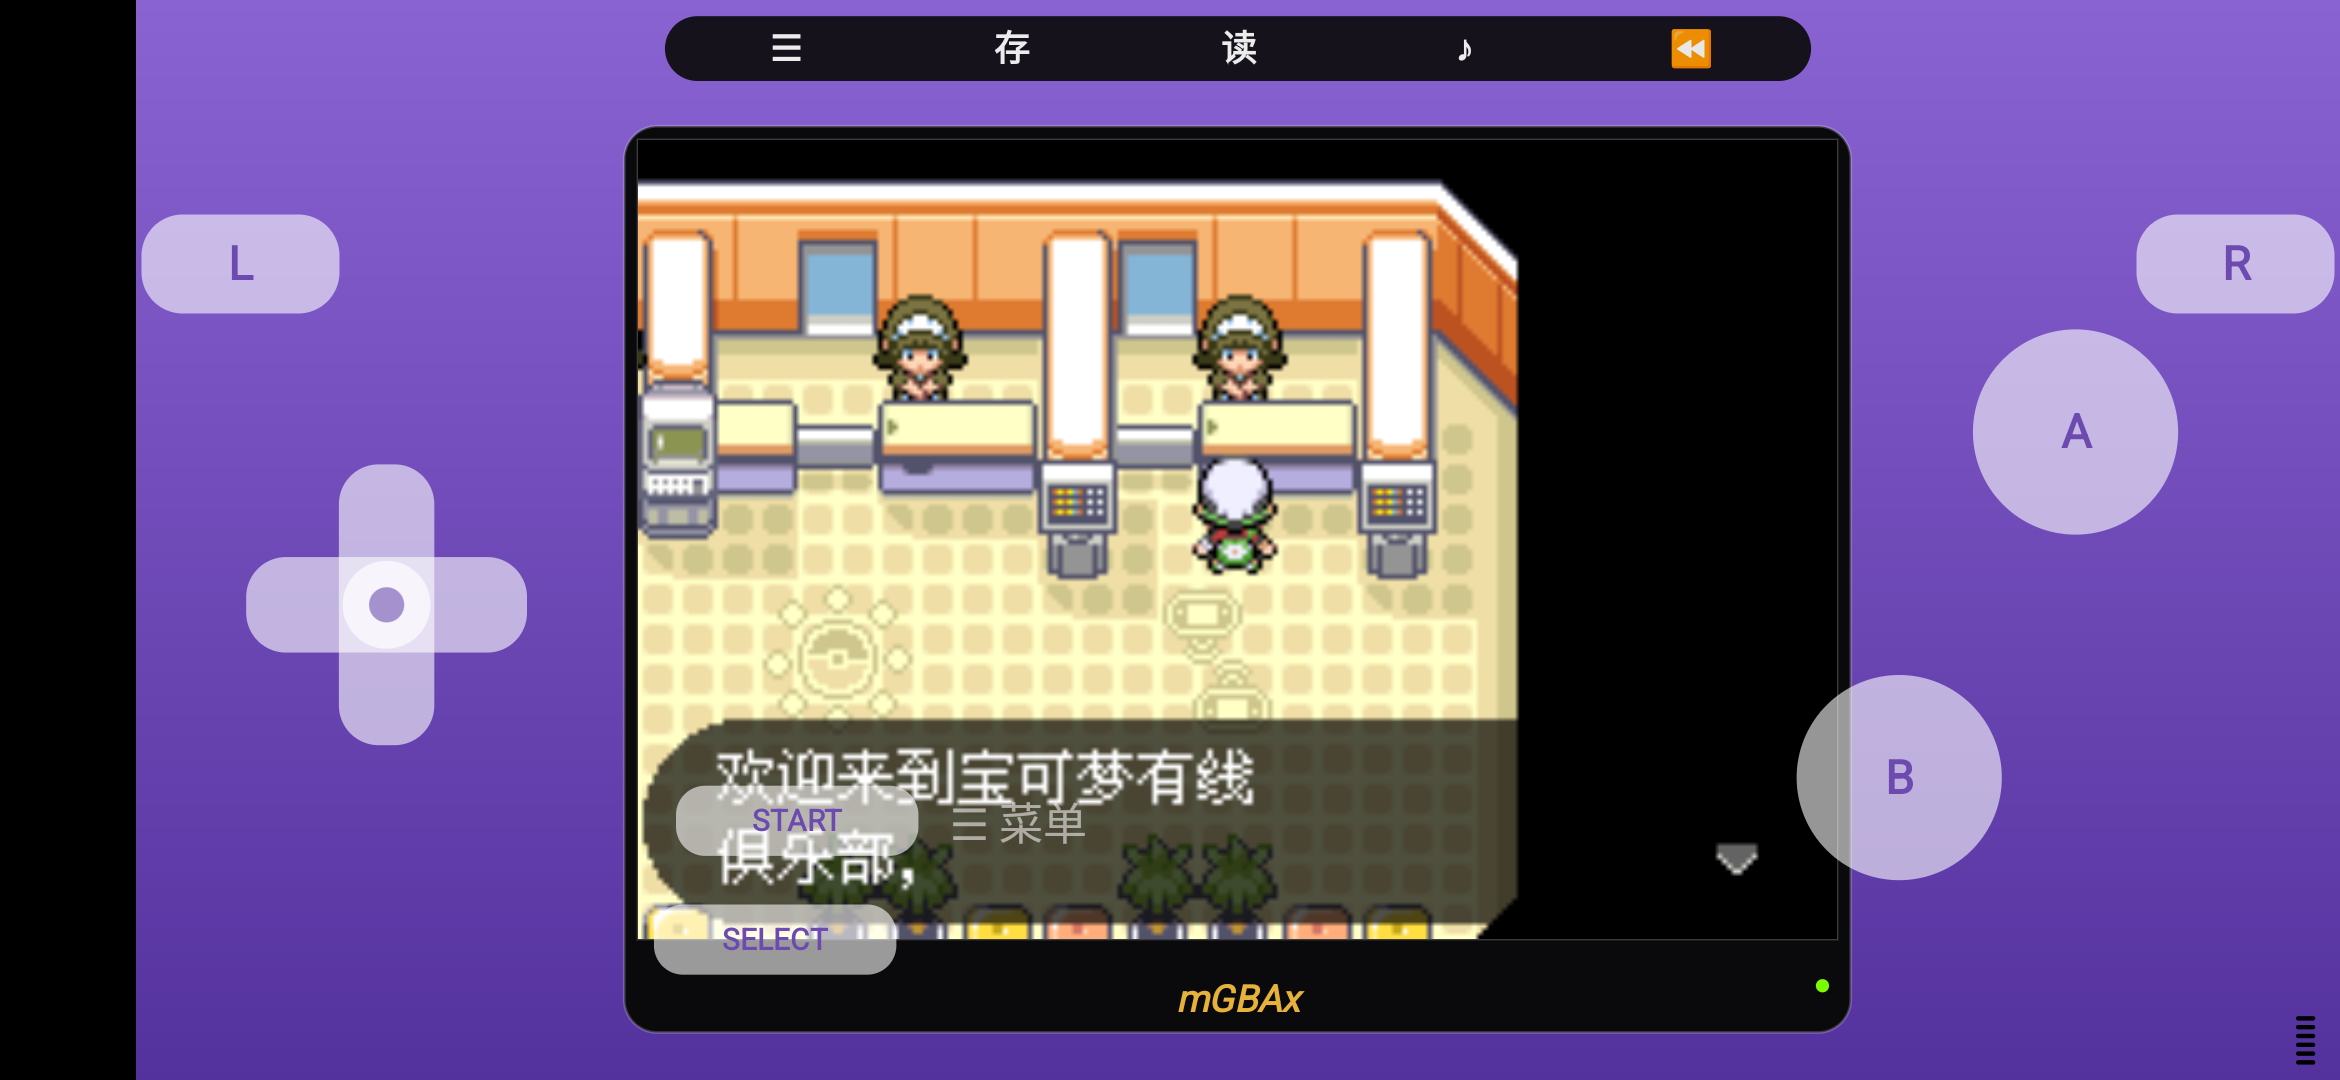 存 读 ♪
L
R
A
欢迎来到宝可梦有线
START
菜单
俱乐部，
B
SELECT
mGBAx